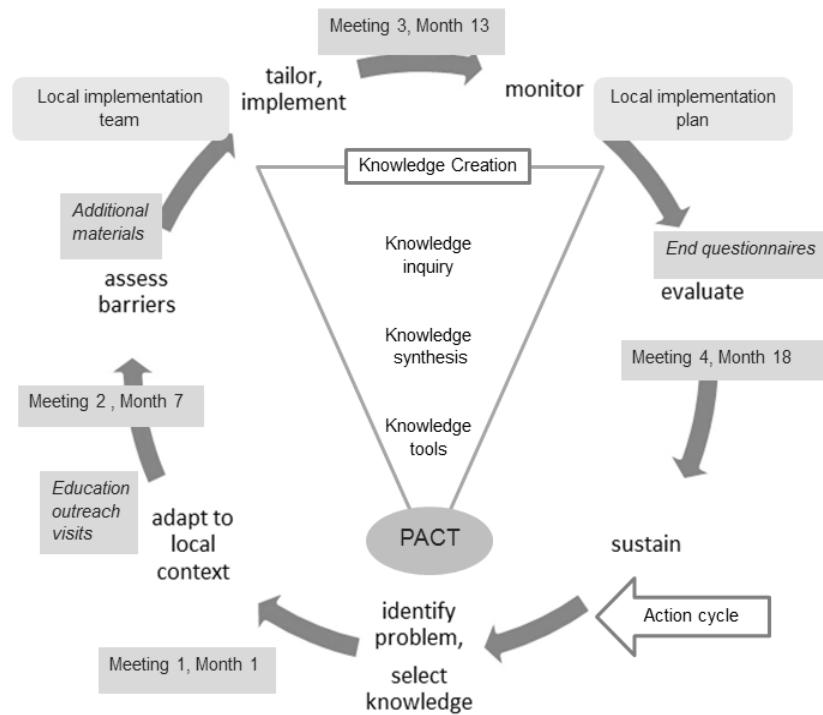 Meeting 3, Month 13
tailor,
implement
monitor
Local implementation
team
Local implementation
plan
Knowledge Creation
Additional
materials
assess
barriers
Knowledge
inquiry
End questionnaires
evaluate
Knowledge
synthesis
Meeting 4, Month 18
Meeting 2 , Month 7
Knowledge
tools
Education
outreach
visits
adapt to
local
context
PACT
sustain
identify
problem,
select
knowledge
Action cycle
Meeting 1, Month 1